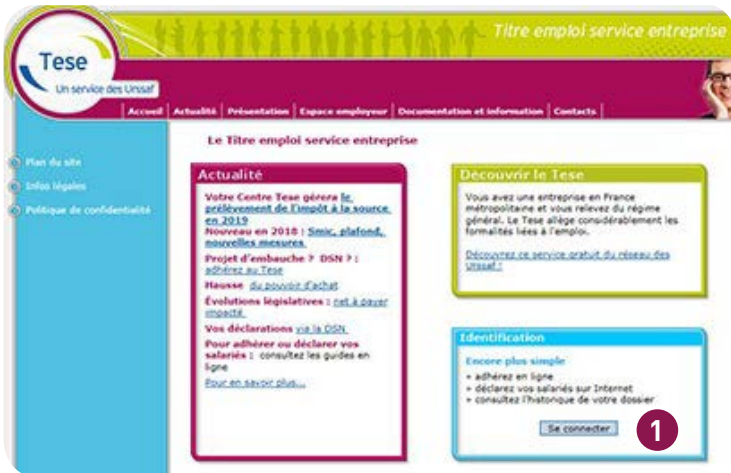 Titre emploi service entreprise
Tese
Un service des Urssaf
Accueil Actualité Présentation Espace employeur Documentation et information Contacts
Plan du site
Infos légales
Politique de confidentialité
Le Titre emploi service entreprise
Actualité
Votre Centre Tese gérera le
prélèvement de l'impôt à la source
en 2019
Nouveau en 2018 : Smic, plafond,
nouvelles mesures
Projet d'embauche ? DSN ? :
adhérez au Tese
Hausse du pouvoir d'achat
Évolutions législatives : net à payer
impacté
Vos déclarations via la DSN
Pour adhérer ou déclarer vos
salariés : consultez les guides en
ligne
Pour en savoir plus...
Découvrir le Tese
Vous avez une entreprise en France
métropolitaine et vous relevez du régime
général. Le Tese allège considérablement les
formalités liées à l'emploi.
Découvrez ce service gratuit du réseau des
Urssaf !
Identification
Encore plus simple
» adhérez en ligne
» déclarez vos salariés sur Internet
» consultez l'historique de votre dossier
Se connecter
1